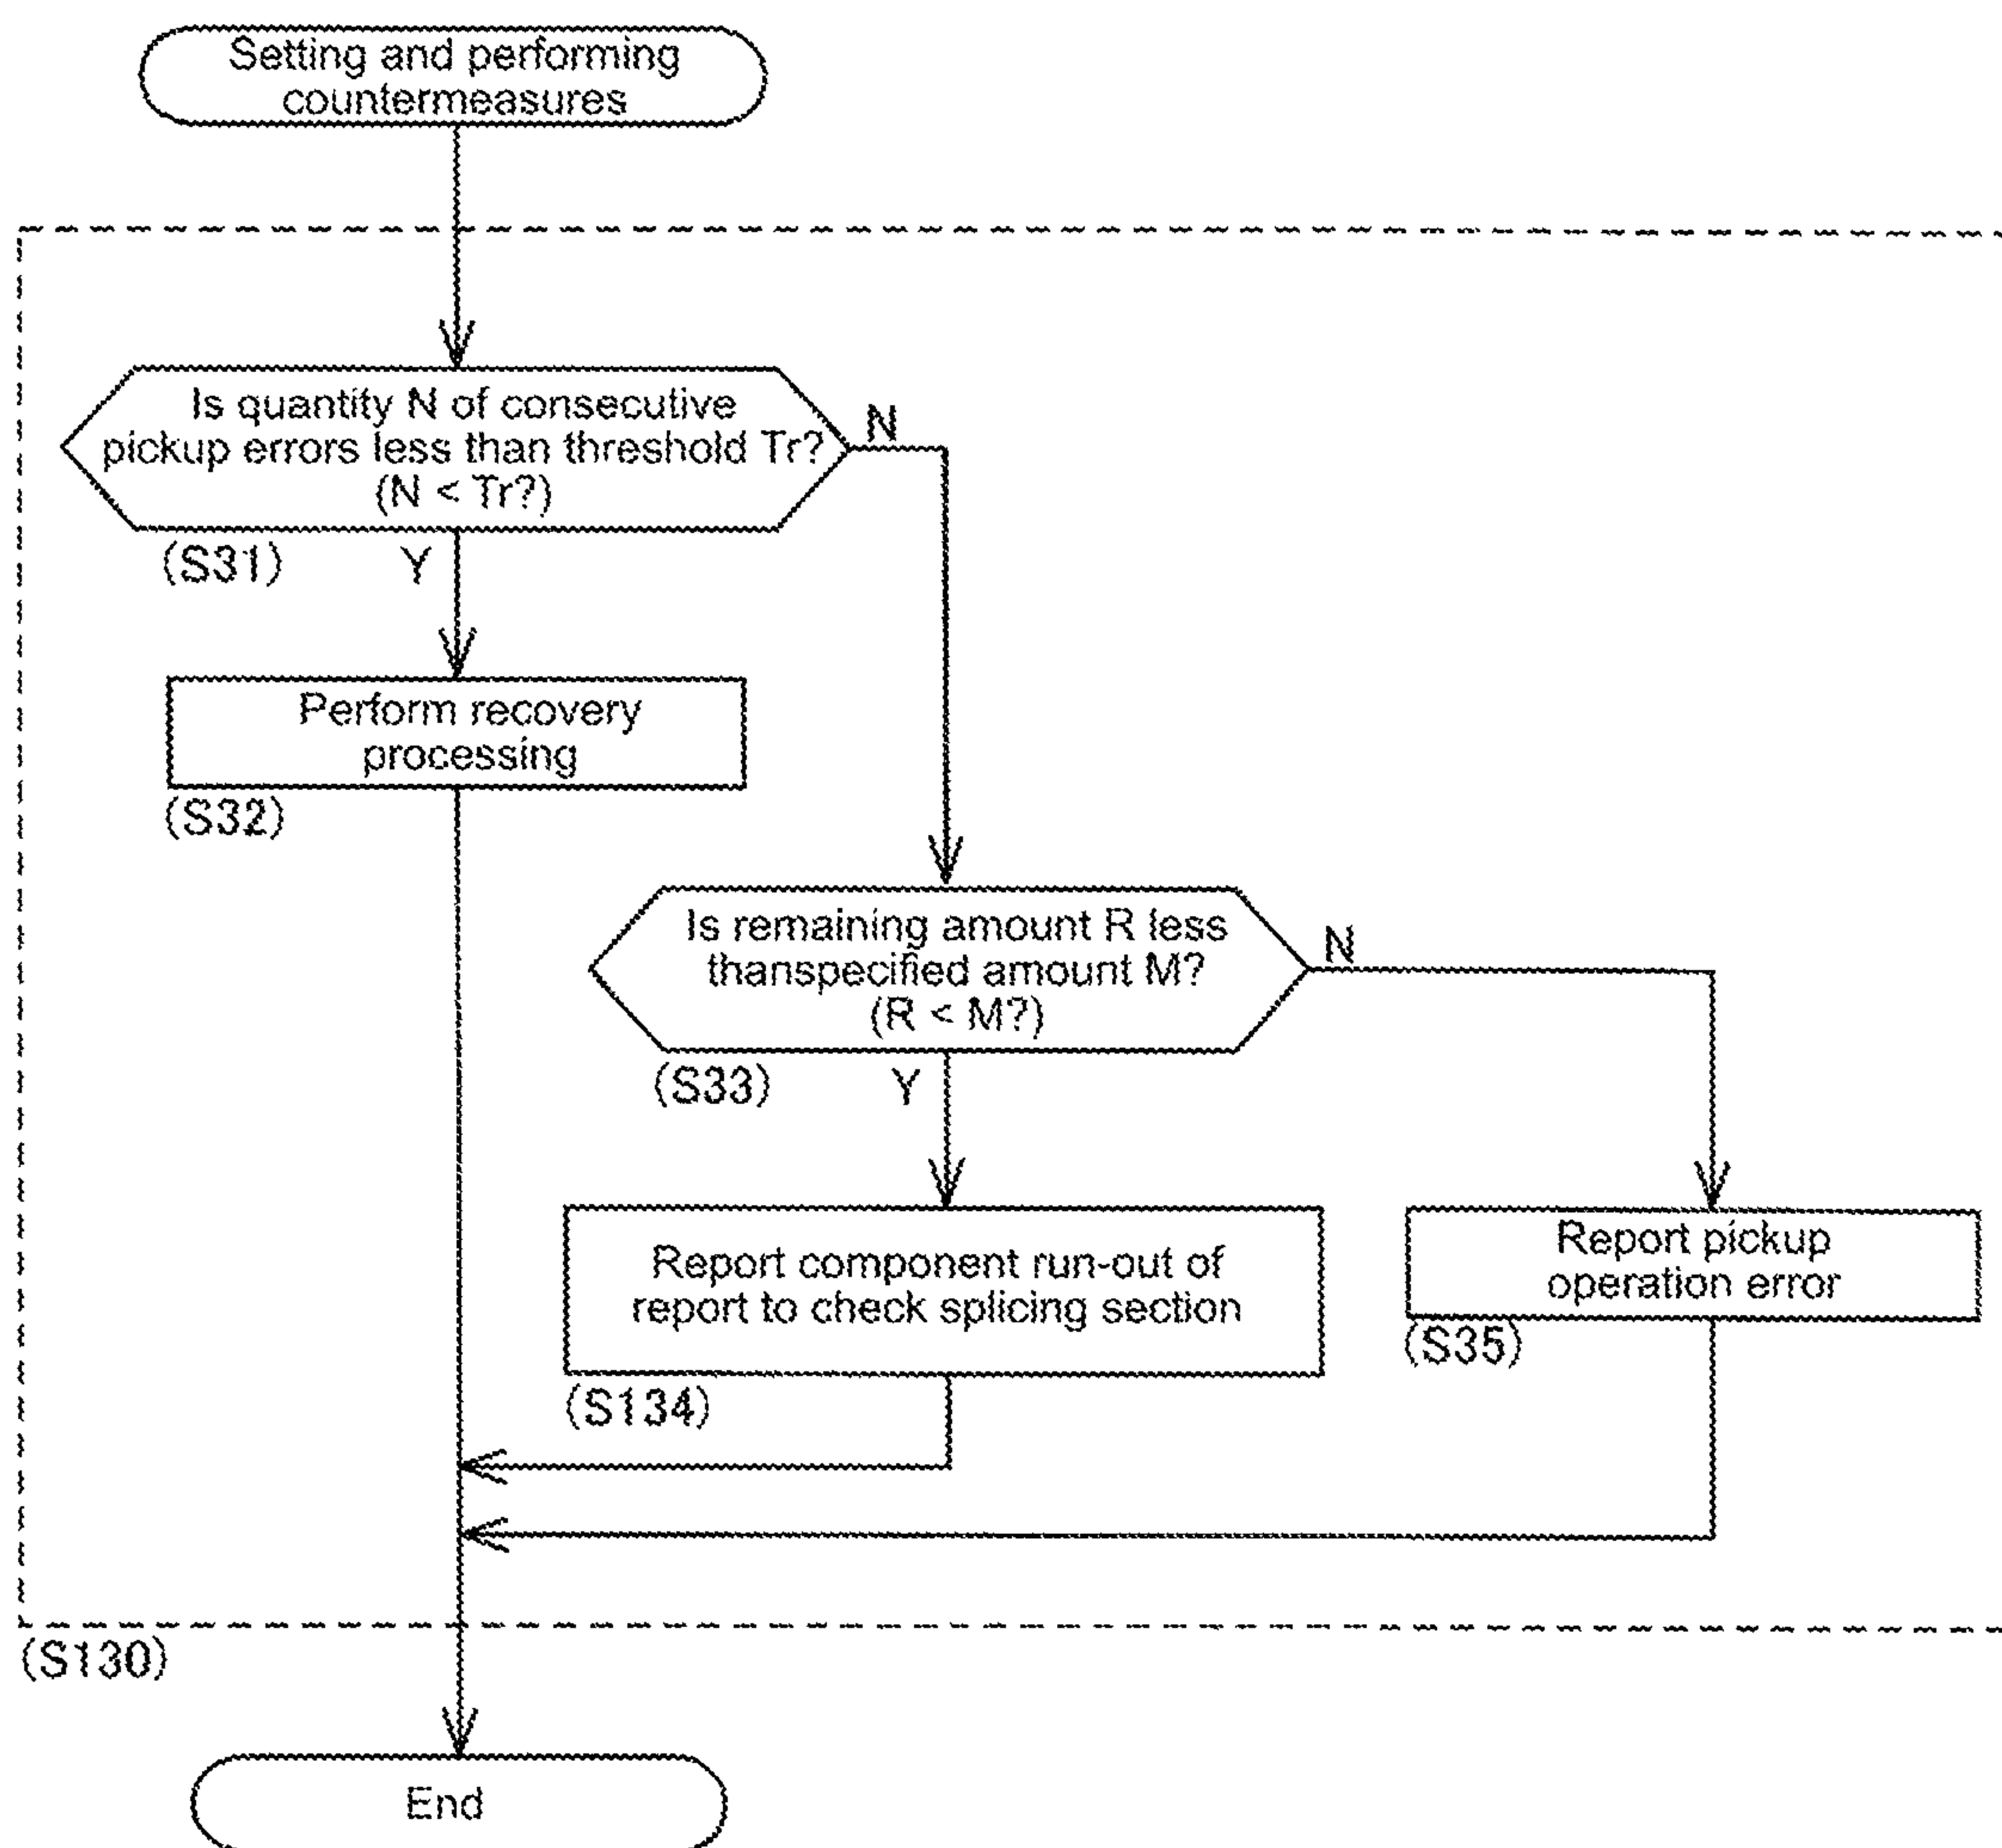 Setting and performing
countermeasures
Is quantity N of consecutive
pickup errors less than threshold Tr?
(N < Tr?)
N
(S31)
Y
Perform recovery
processing
(S32)
Is remaining amount R less
thanspecified amount M?
(R < M?)
N
(S33)
Y
Report component run-out of
report to check splicing section
(S134)
Report pickup
operation error
(S35)
(S130)
End